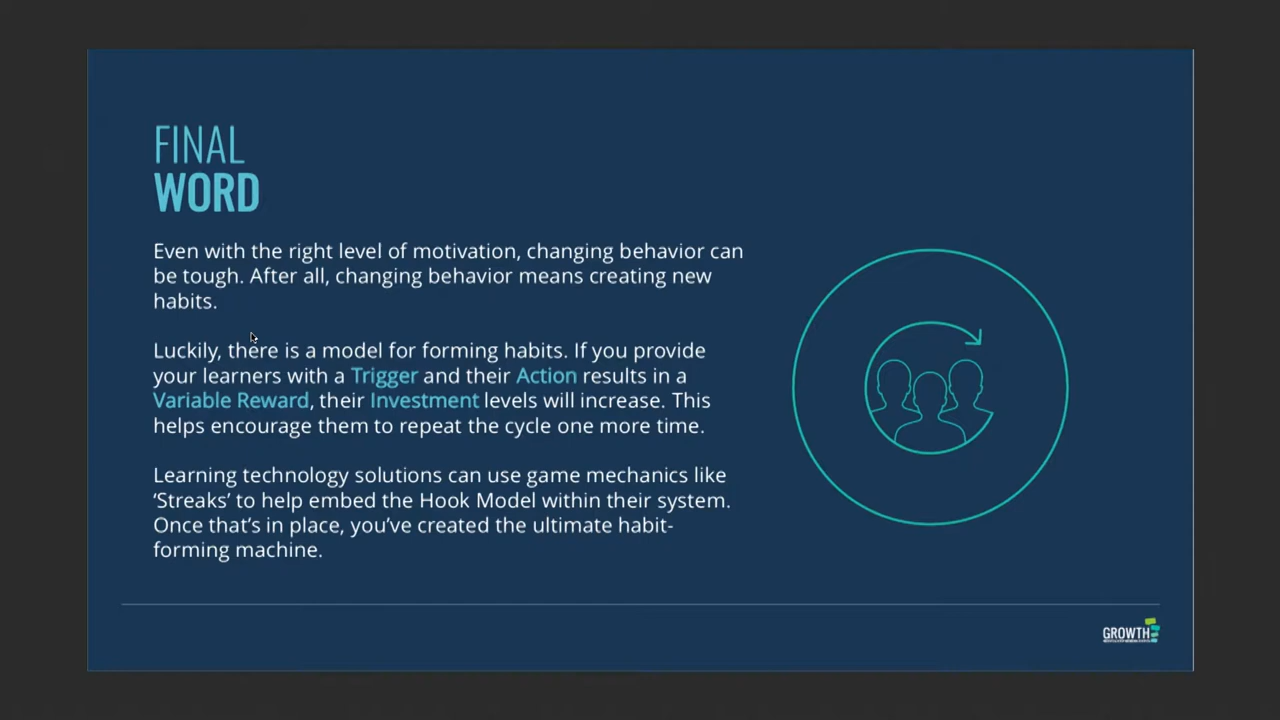 FINAL
WORD
Even with the right level of motivation, changing behavior can
be tough. After all, changing behavior means creating new
habits.
Luckily, there is a model for forming habits. If you provide
your learners with a Trigger and their Action results in a
Variable Reward, their Investment levels will increase. This
helps encourage them to repeat the cycle one more time.
Learning technology solutions can use game mechanics like
‘Streaks’ to help embed the Hook Model within their system.
Once that’s in place, you’ve created the ultimate habit-
forming machine.
GROWTH